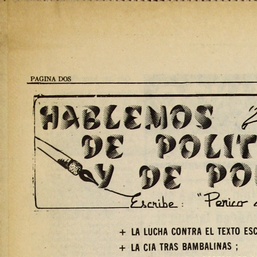 PAGINA DOS
HABLEMOS
DE POLIT
Y DE PO
Escribe: "Perico
+ LA LUCHA CONTRA EL TEXTO ESC
+ LA CIA TRAS BAMBALINAS ;